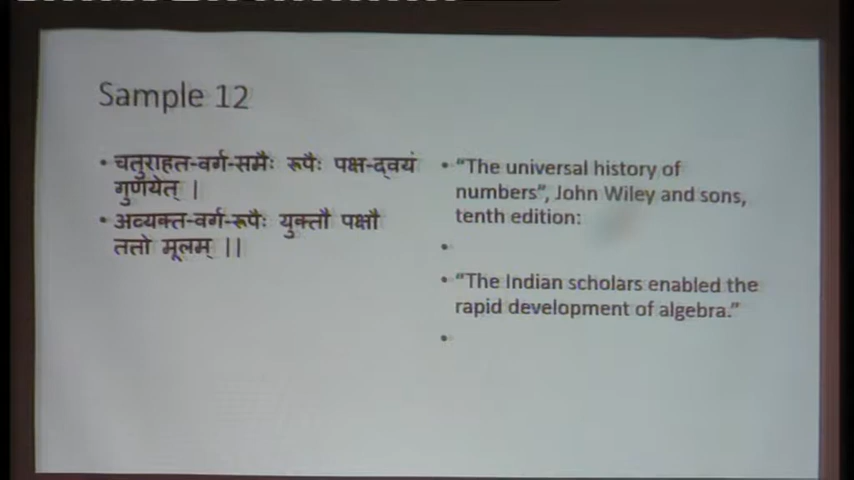 Sample 12
• चतुराहत-वर्ग-समैः रूपैः पक्ष-द्वयं
गुणयेत् |
• अव्यक्त-वर्ग-रूपैः युक्तौ पक्षौ
ततो मूलम् ||
• “The universal history of
numbers”, John Wiley and sons,
tenth edition:
•
• “The Indian scholars enabled the
rapid development of algebra.”
•